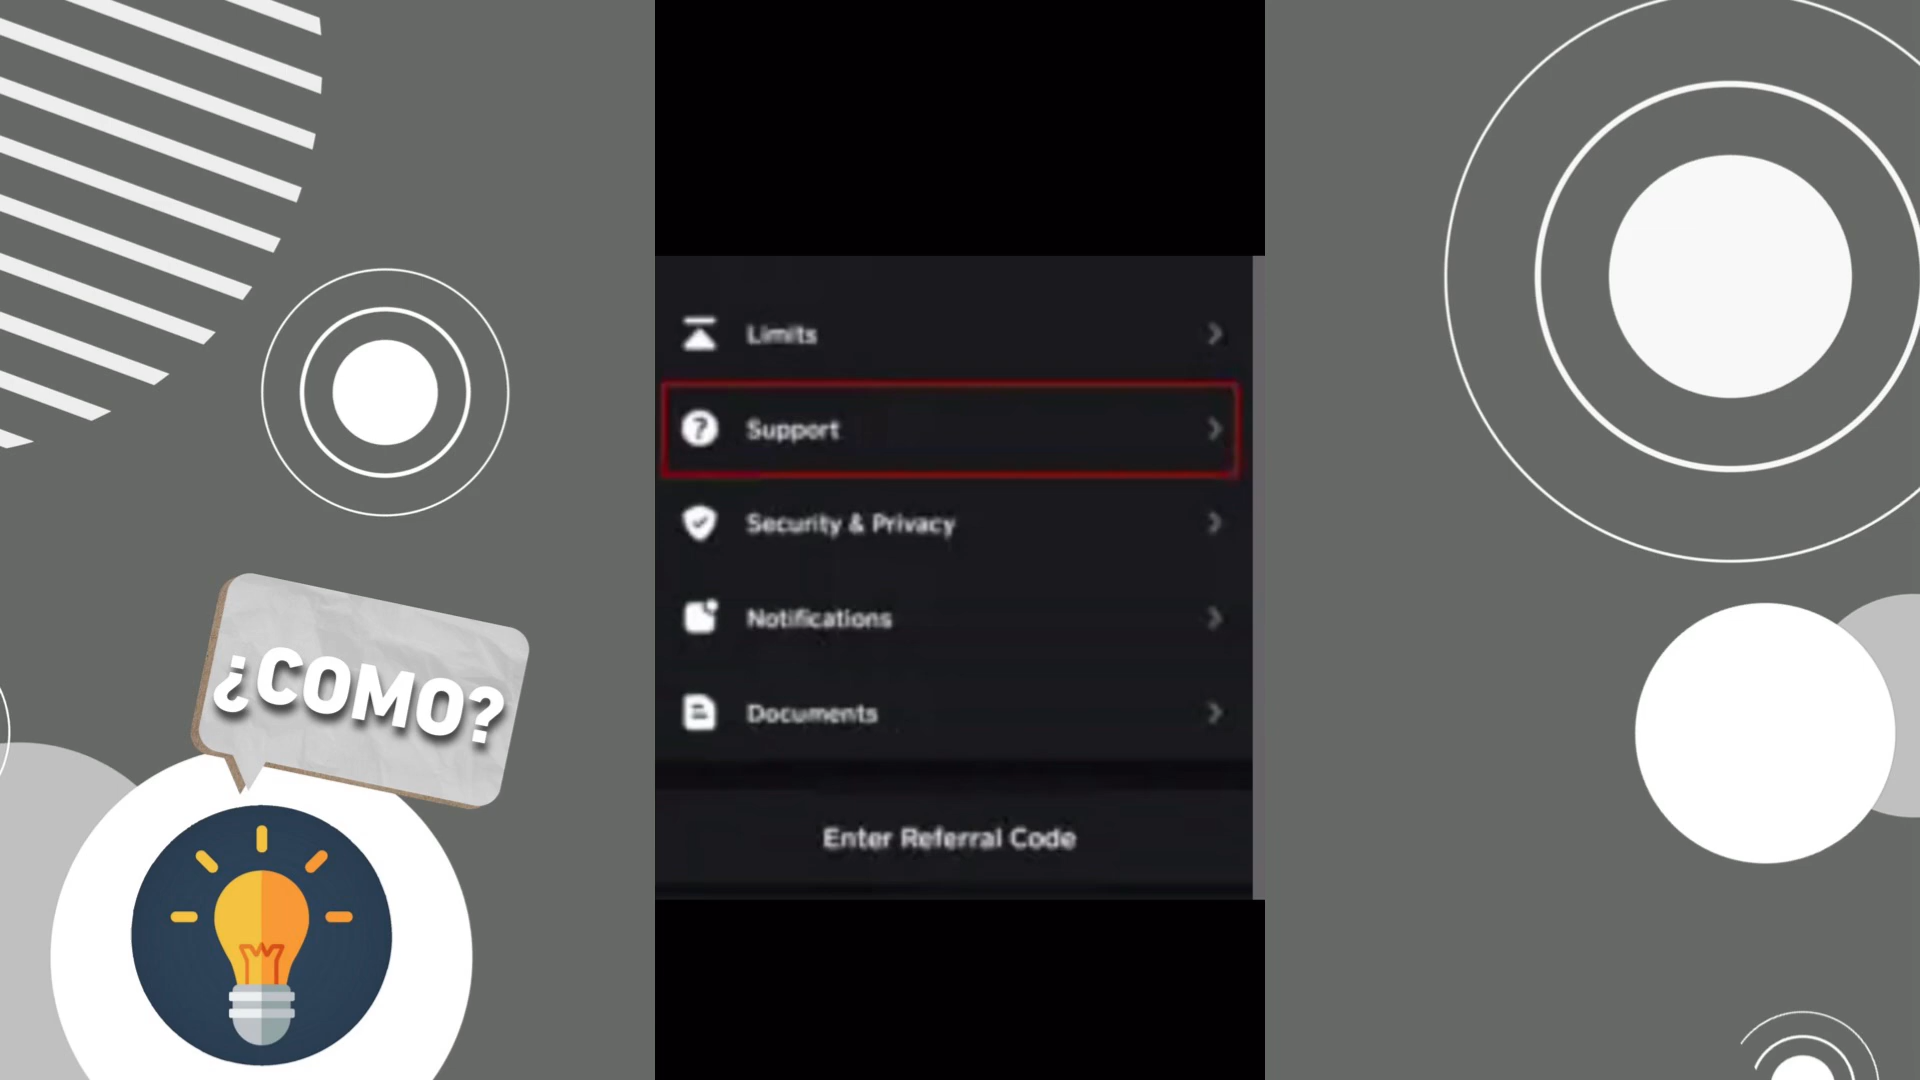 Limits
Support
Security & Privacy
Notifications
Documents
Enter Referral Code
¿COMO?